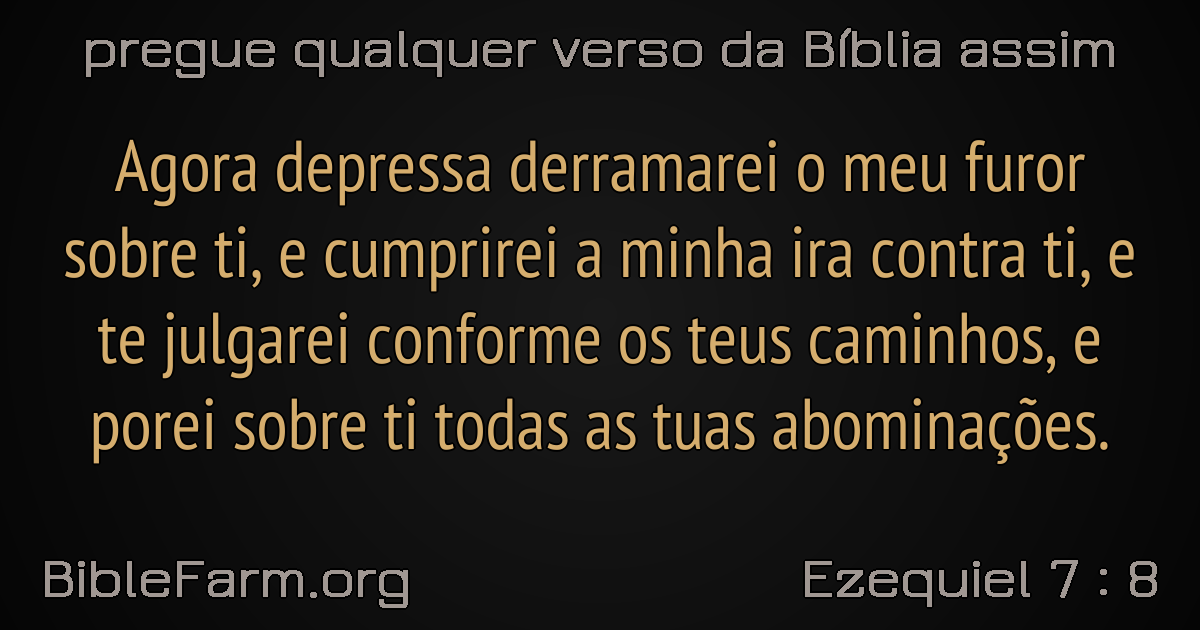 pregue qualquer verso da Bíblia assim
Agora depressa derramarei o meu furor
sobre ti, e cumprirei a minha ira contra ti, e
te julgarei conforme os teus caminhos, e
porei sobre ti todas as tuas abominações.
BibleFarm.org
Ezequiel 7 : 8